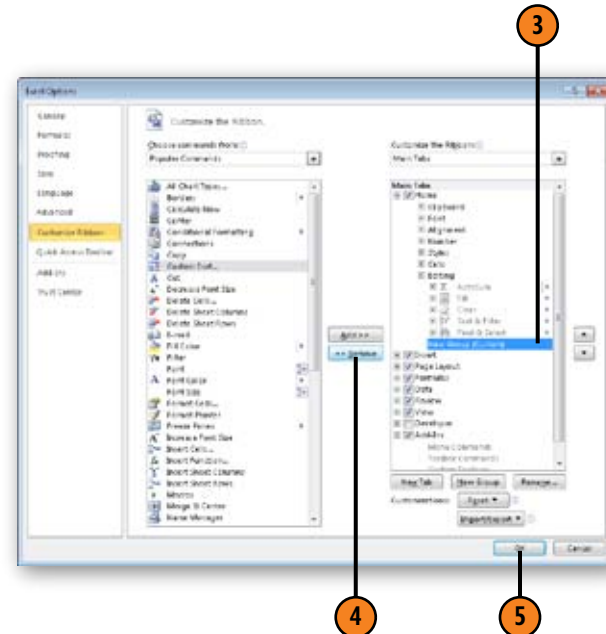 3
Excel Options
General
Formulas
Proofing
Save
Language
Advanced
Customize Ribbon
Quick Access Toolbar
Add-Ins
Trust Center
Customize the Ribbon.
Choose commands from:
Popular Commands
All Chart Types...
Borders
Calculate Now
Center
Conditional Formatting
Connections
Copy
Custom Sort...
Cut
Decrease Font Size
Delete Cells...
Delete Sheet Columns
Delete Sheet Rows
E-mail
Fill Color
Filter
Font
Font Color
Font Size
Format Cells...
Format Painter
Freeze Panes
Increase Font Size
Insert Cells...
Insert Function...
Insert Sheet Columns
Insert Sheet Rows
Macros
Merge & Center
Name Manager
Add >>
<< Remove
Customize the Ribbon:
Main Tabs
Main Tabs
Home
Clipboard
Font
Alignment
Number
Styles
Cells
Editing
AutoSum
Fill
Clear
Sort & Filter
Find & Select
New Group (Custom)
Insert
Page Layout
Formulas
Data
Review
View
Developer
Add-Ins
Menu Commands
Toolbar Commands
Custom Toolbars
New Tab
New Group
Rename...
Customizations:
Reset
Import/Export
OK
Cancel
4
5